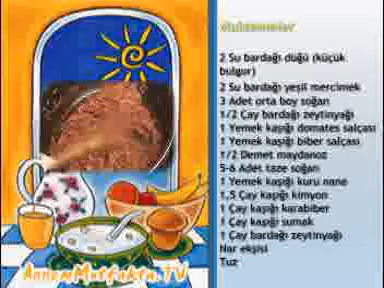 Malzemeler
2 Su bardağı düğü (küçük
bulgur)
2 Su bardağı yeşil mercimek
3 Adet orta boy soğan
1/2 Çay bardağı zeytinyağı
1 Yemek kaşığı domates salçası
1 Yemek kaşığı biber salçası
1/2 Demet maydanoz
5-6 Adet taze soğan
1 Yemek kaşığı kuru nane
1,5 Çay kaşığı kimyon
1 Çay kaşığı karabiber
1 Çay kaşığı sumak
1 Çay bardağı zeytinyağı
Nar ekşisi
Tuz
AnnemMutfakta.TV